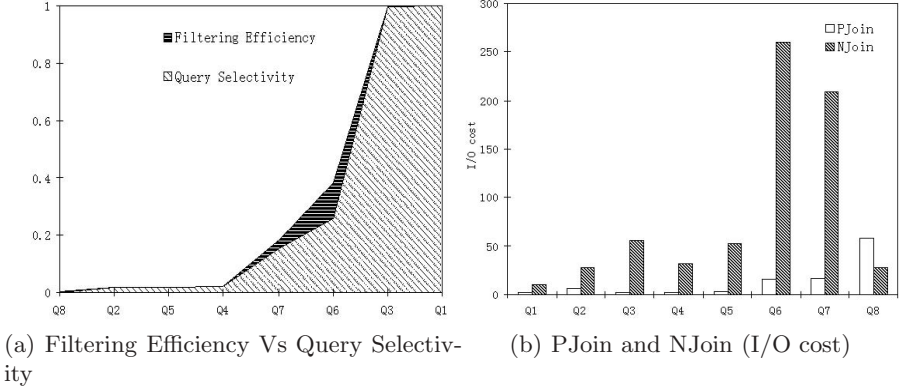 1
0.8
0.6
0.4
0.2
0
Filtering Efficiency
Query Selectivity
Q8 Q2 Q5 Q4 Q7 Q6 Q3 Q1
(a) Filtering Efficiency Vs Query Selectiv-
ity
300
250
200
150
100
50
0
I/O cost
PJoin
NJoin
Q1 Q2 Q3 Q4 Q5 Q6 Q7 Q8
(b) PJoin and NJoin (I/O cost)